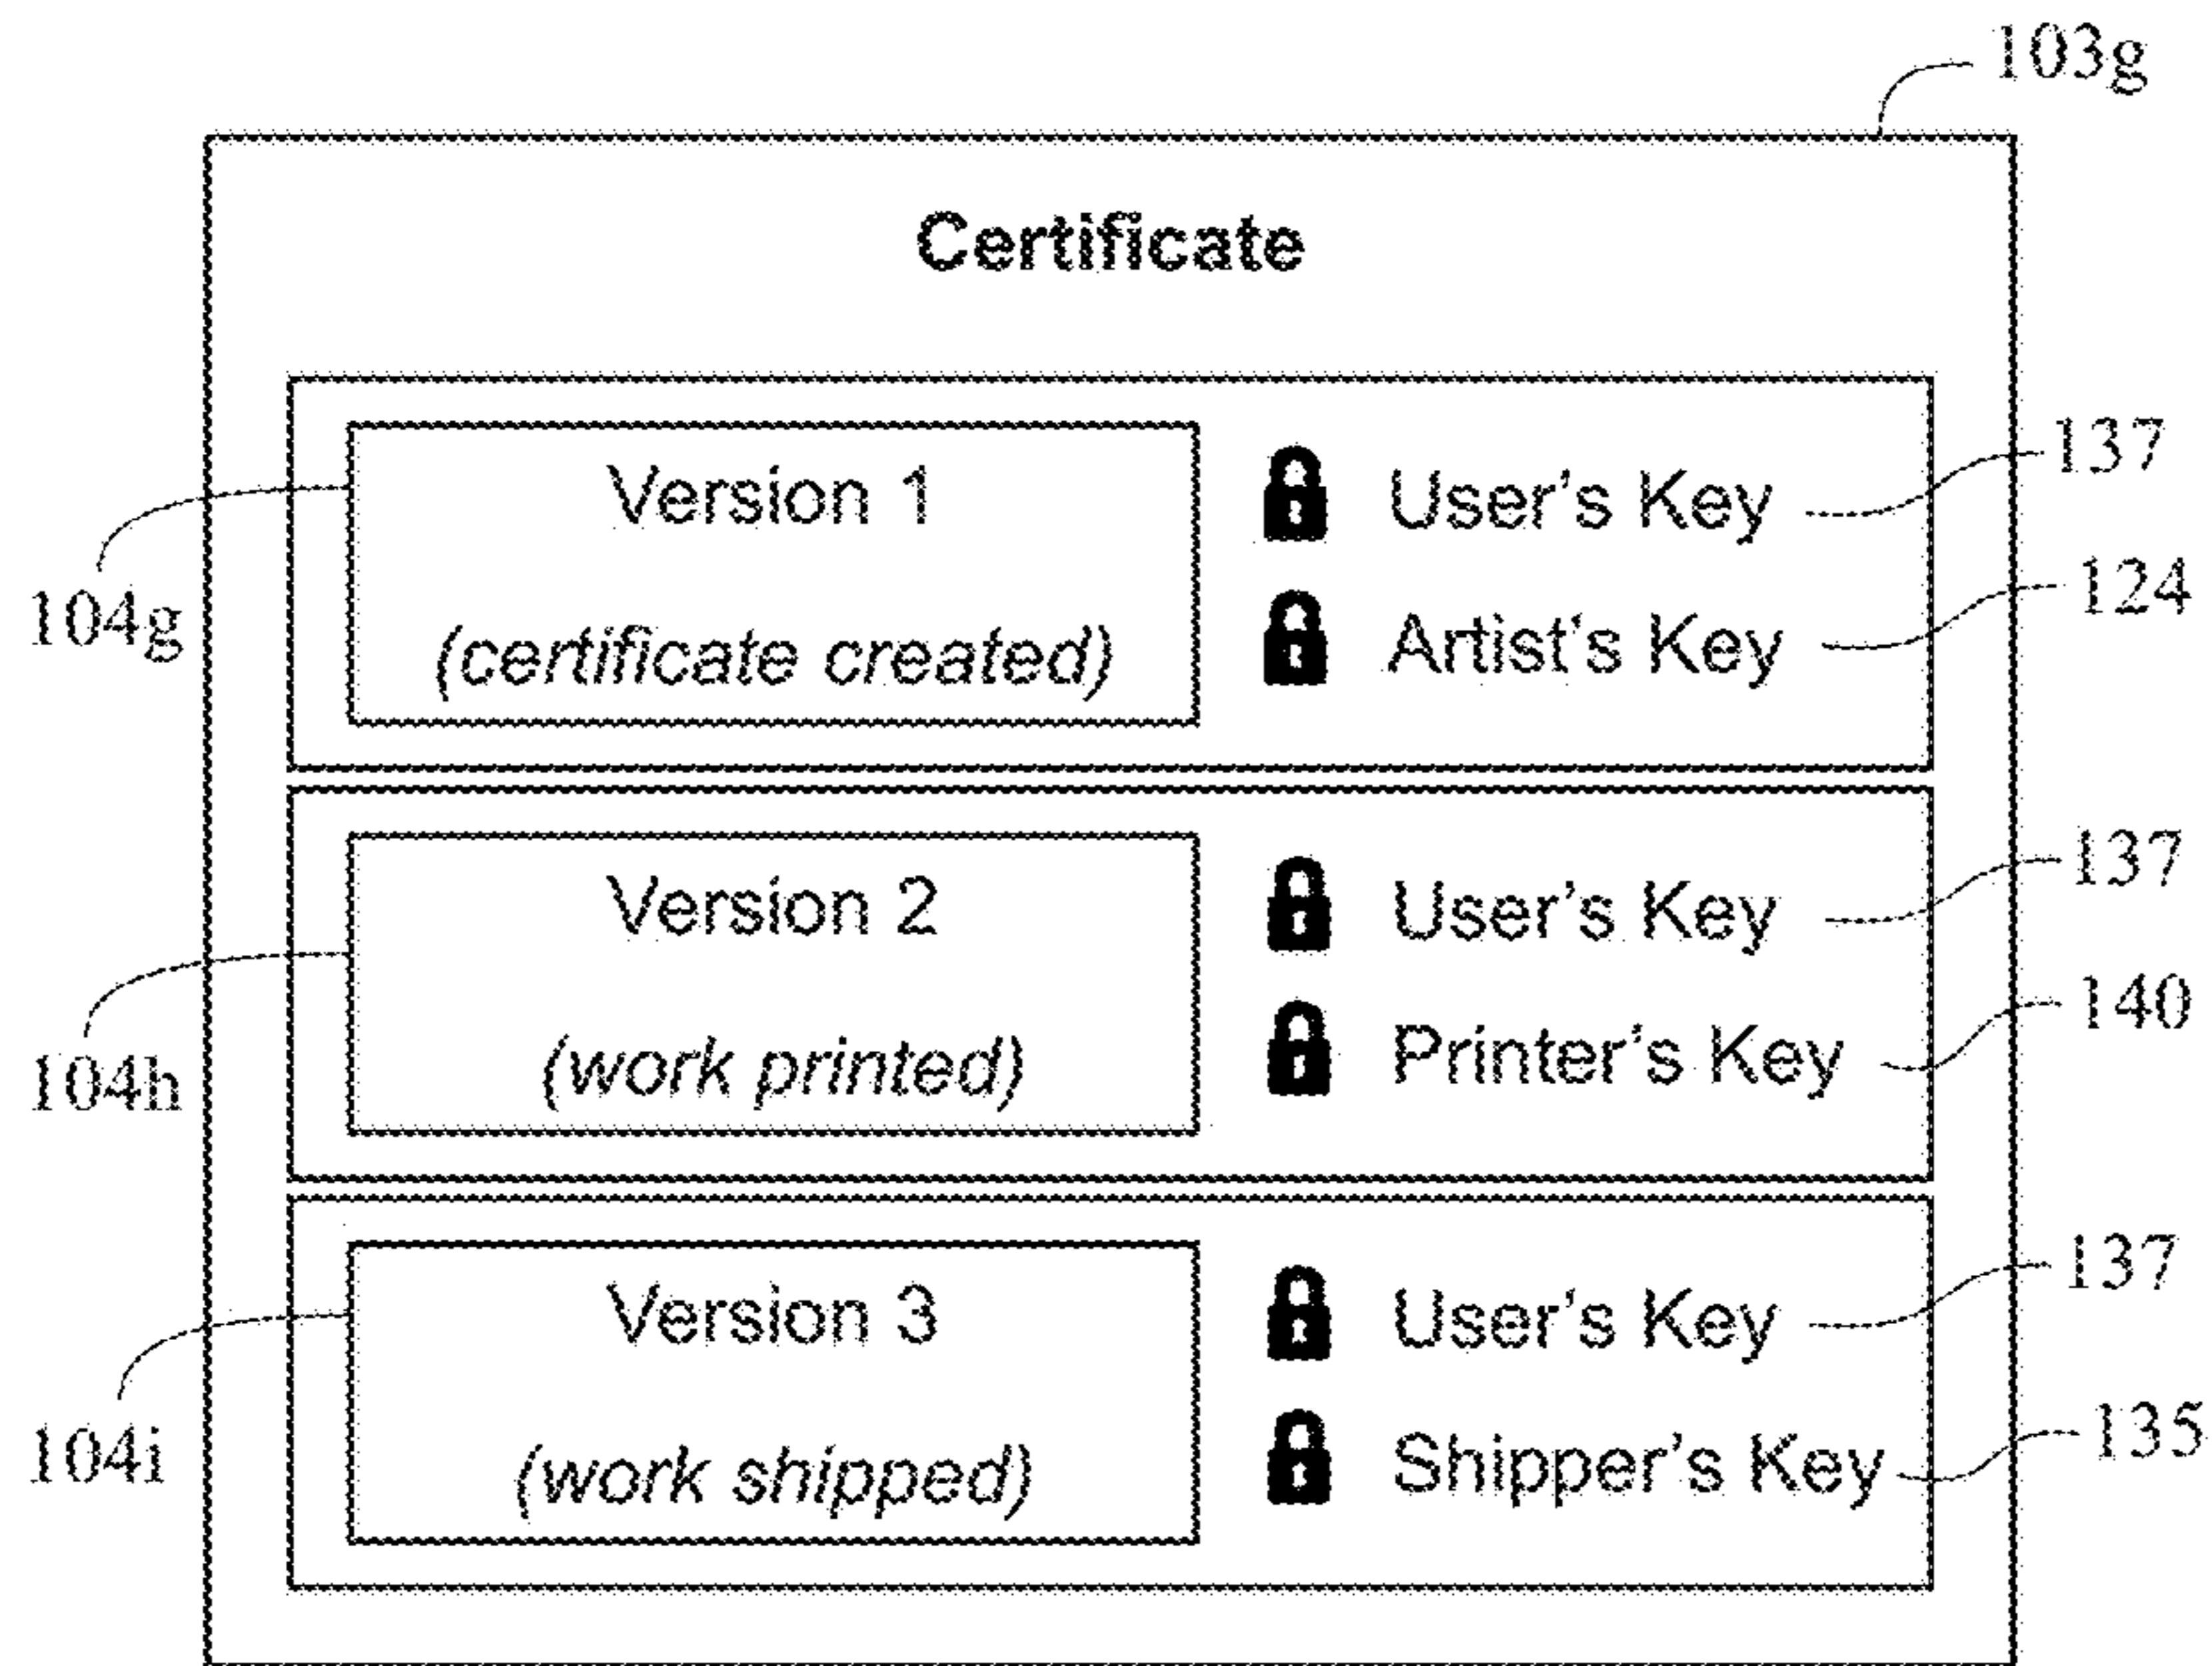 103g
Certificate
Version 1
(certificate created)
User's Key
137
Artist's Key
124
104g
Version 2
(work printed)
User's Key
137
Printer's Key
140
104h
Version 3
(work shipped)
User's Key
137
Shipper's Key
135
104i